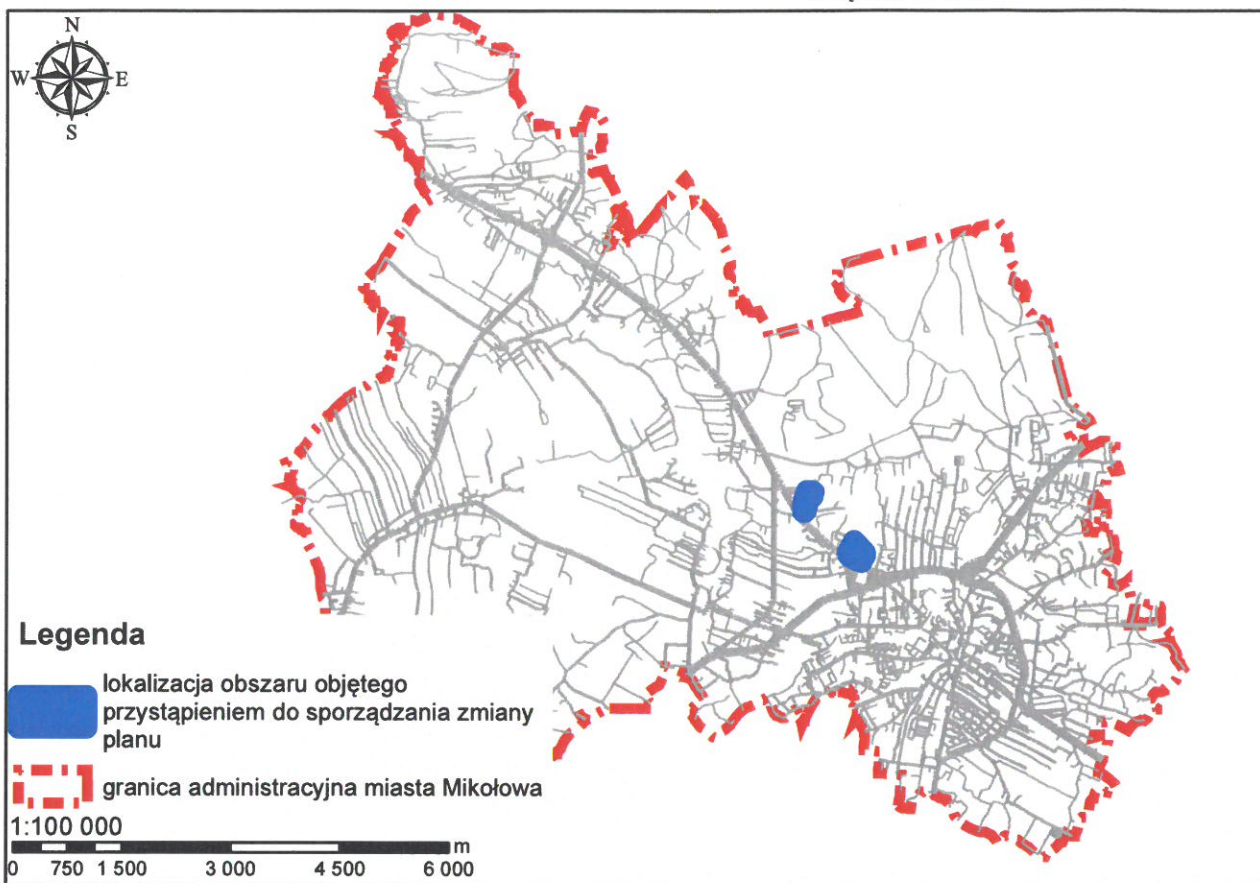 N
W E
S
Legenda
lokalizacja obszaru objętego
przystąpieniem do sporządzania zmiany
planu
granica administracyjna miasta Mikołowa
1:100 000
m
0 750 1 500 3 000 4 500 6 000